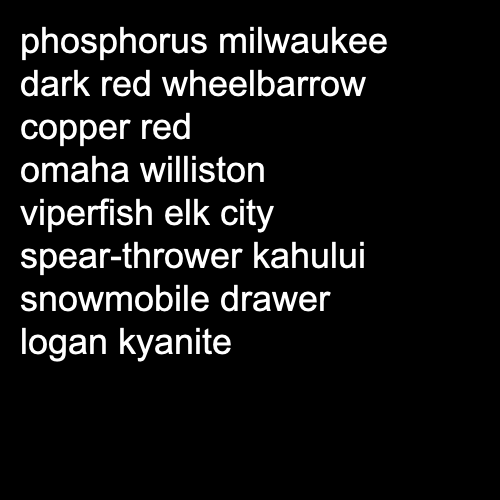 phosphorus milwaukee
dark red wheelbarrow
copper red
omaha williston
viperfish elk city
spear-thrower kahului
snowmobile drawer
logan kyanite